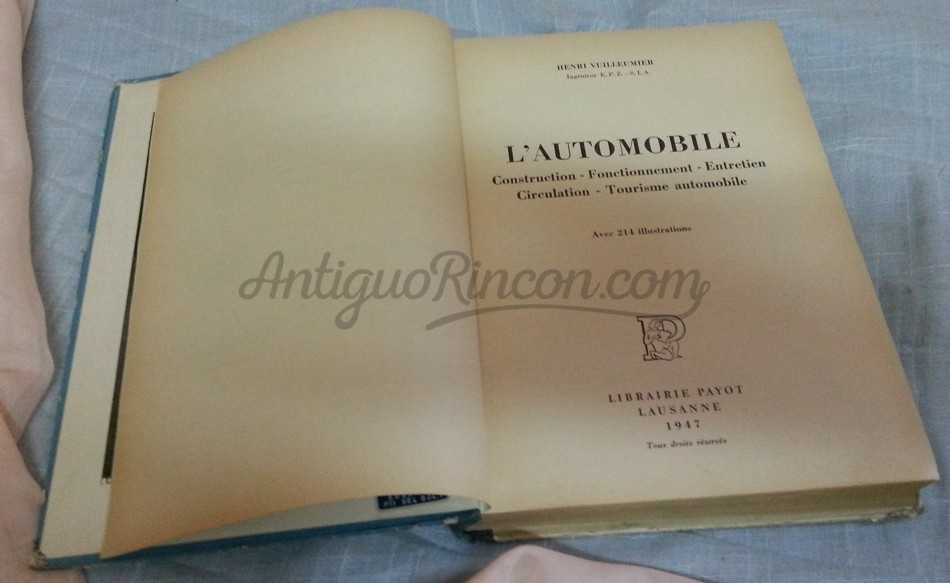 HENRI VUILLEUMIER
Ingénieur E. P. Z. - S. I. A.
L'AUTOMOBILE
Construction - Fonctionnement - Entretien
Circulation - Tourisme automobile
Avec 214 illustrations
AntiguoRincon.com
P
LIBRAIRIE PAYOT
LAUSANNE
1947
Tous droits réservés